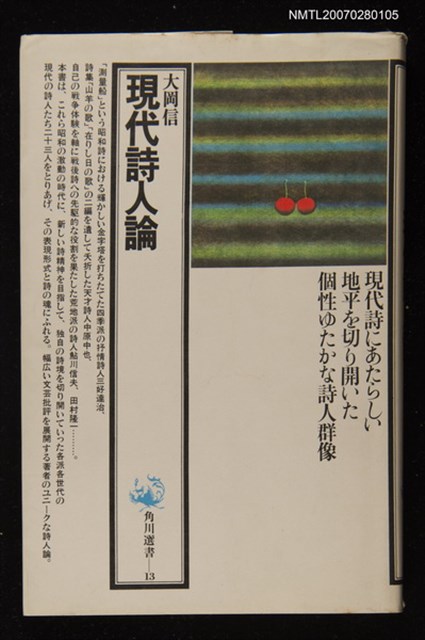 NMTL20070280105
現代詩にあたらしい
地平を切り開いた
個性ゆたかな詩人群像
大岡信
現代詩人論
角川選書―13
「測量船」という昭和詩における輝かしい金字塔を打ちたてた四季派の抒情詩人三好達治、
詩集「山羊の歌」、「在りし日の歌」の二編を遺して夭折した天才詩人中原中也、
自己の戦争体験を軸に戦後詩への先駆的な役割を果たした荒地派の詩人鮎川信夫、田村隆一……。
本書は、これら昭和の激動の時代に、新しい詩精神を目指して、独自の詩境を切り開いていった各派各世代の
現代の詩人たち二十三人をとりあげ、その表現形式と詩の魂にふれる。幅広い文芸批評を展開する著者のユニークな詩人論。